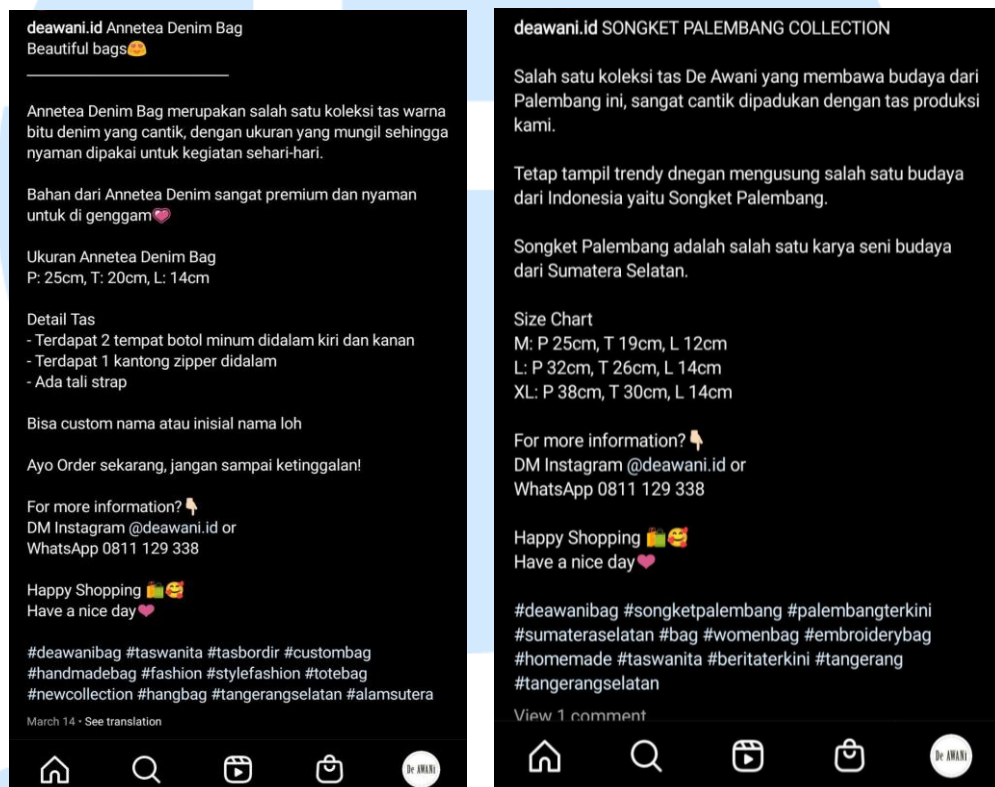 deawani.id Annetea Denim Bag
Beautiful bags😍
Annetea Denim Bag merupakan salah satu koleksi tas warna
bitu denim yang cantik, dengan ukuran yang mungil sehingga
nyaman dipakai untuk kegiatan sehari-hari.
Bahan dari Annetea Denim sangat premium dan nyaman
untuk di genggam💗
Ukuran Annetea Denim Bag
P: 25cm, T: 20cm, L: 14cm
Detail Tas
- Terdapat 2 tempat botol minum didalam kiri dan kanan
- Terdapat 1 kantong zipper didalam
- Ada tali strap
Bisa custom nama atau inisial nama loh
Ayo Order sekarang, jangan sampai ketinggalan!
For more information?👇🏻
DM Instagram @deawani.id or
WhatsApp 0811 129 338
Happy Shopping 🛍️🥰
Have a nice day❤
#deawanibag #taswanita #tasbordir #custombag
#handmadebag #fashion #stylefashion #totebag
#newcollection #hangbag #tangerangselatan #alamsutera
March 14 · See translation
De AWANi
deawani.id SONGKET PALEMBANG COLLECTION
Salah satu koleksi tas De Awani yang membawa budaya dari
Palembang ini, sangat cantik dipadukan dengan tas produksi
kami.
Tetap tampil trendy dnegan mengusung salah satu budaya
dari Indonesia yaitu Songket Palembang.
Songket Palembang adalah salah satu karya seni budaya
dari Sumatera Selatan.
Size Chart
M: P 25cm, T 19cm, L 12cm
L: P 32cm, T 26cm, L 14cm
XL: P 38cm, T 30cm, L 14cm
For more information?👇🏻
DM Instagram @deawani.id or
WhatsApp 0811 129 338
Happy Shopping 🛍️🥰
Have a nice day❤
#deawanibag #songketpalembang #palembangterkini
#sumateraselatan #bag #womenbag #embroiderybag
#homemade #taswanita #beritaterkini #tangerang
#tangerangselatan
View 1 comment
De AWANi